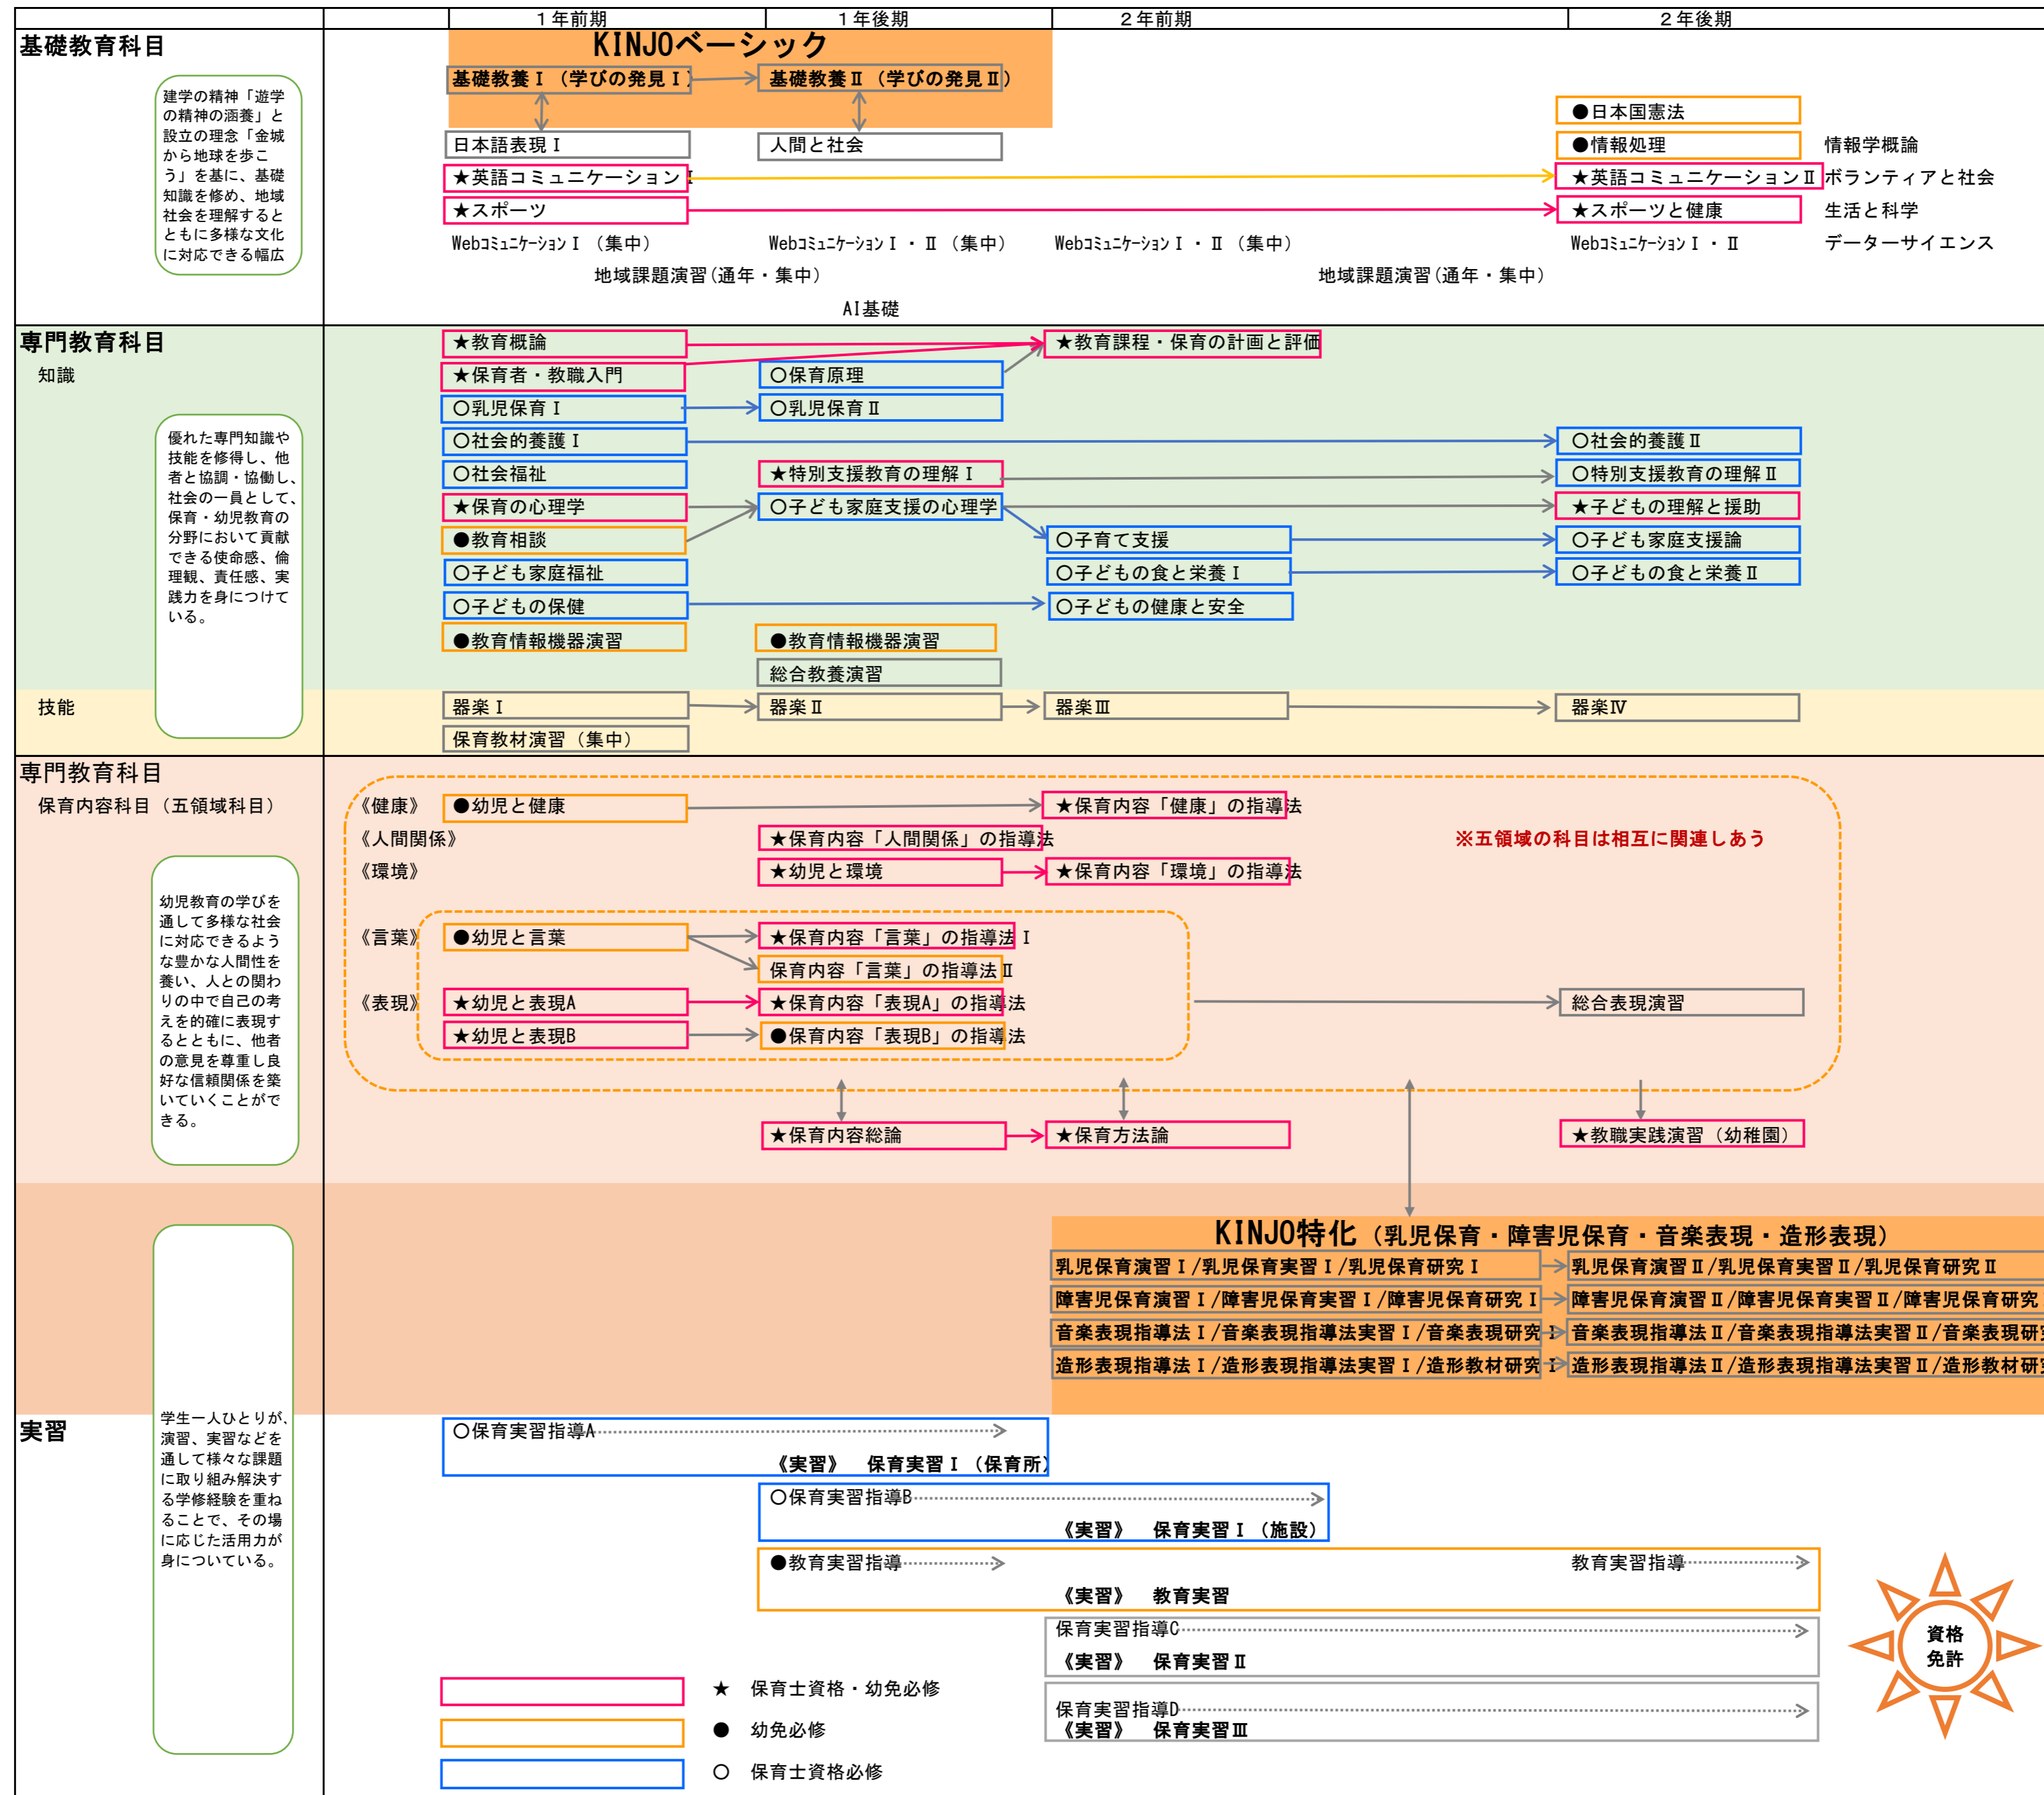 １年前期　１年後期　２年前期　２年後期
基礎教育科目
KINJOベーシック
基礎教養Ⅰ（学びの発見Ⅰ）　基礎教養Ⅱ（学びの発見Ⅱ）
建学の精神「遊学
の精神の涵養」と
設立の理念「金城
から地球を歩こ
う」を基に、基礎
知識を修め、地域
社会を理解すると
ともに多様な文化
に対応できる幅広
●日本国憲法
日本語表現Ⅰ　人間と社会　●情報処理　情報学概論
★英語コミュニケーションⅠ　★英語コミュニケーションⅡ　ボランティアと社会
★スポーツ　★スポーツと健康　生活と科学
WebコミュニケーションⅠ（集中）　WebコミュニケーションⅠ・Ⅱ（集中）　WebコミュニケーションⅠ・Ⅱ（集中）　WebコミュニケーションⅠ・Ⅱ　データーサイエンス
地域課題演習(通年・集中)　地域課題演習(通年・集中)
AI基礎
専門教育科目
知識
優れた専門知識や
技能を修得し、他
者と協調・協働し、
社会の一員として、
保育・幼児教育の
分野において貢献
できる使命感、倫
理観、責任感、実
践力を身につけて
いる。
★教育概論　★教育課程・保育の計画と評価
★保育者・教職入門　○保育原理
○乳児保育Ⅰ　○乳児保育Ⅱ
○社会的養護Ⅰ　○社会的養護Ⅱ
○社会福祉　★特別支援教育の理解Ⅰ　○特別支援教育の理解Ⅱ
★保育の心理学　○子ども家庭支援の心理学　★子どもの理解と援助
●教育相談　○子育て支援　○子ども家庭支援論
○子ども家庭福祉　○子どもの食と栄養Ⅰ　○子どもの食と栄養Ⅱ
○子どもの保健　○子どもの健康と安全
●教育情報機器演習　●教育情報機器演習
総合教養演習
技能
器楽Ⅰ　器楽Ⅱ　器楽Ⅲ　器楽Ⅳ
保育教材演習（集中）
専門教育科目
保育内容科目（五領域科目）
幼児教育の学びを
通して多様な社会
に対応できるよう
な豊かな人間性を
養い、人との関わ
りの中で自己の考
えを的確に表現す
るとともに、他者
の意見を尊重し良
好な信頼関係を築
いていくことがで
きる。
《健康》　●幼児と健康　★保育内容「健康」の指導法
《人間関係》　★保育内容「人間関係」の指導法　※五領域の科目は相互に関連しあう
《環境》　★幼児と環境　★保育内容「環境」の指導法
《言葉》　●幼児と言葉　★保育内容「言葉」の指導法Ⅰ
保育内容「言葉」の指導法Ⅱ
《表現》　★幼児と表現A　★保育内容「表現A」の指導法　総合表現演習
★幼児と表現B　●保育内容「表現B」の指導法
★保育内容総論　★保育方法論　★教職実践演習（幼稚園）
KINJO特化（乳児保育・障害児保育・音楽表現・造形表現）
乳児保育演習Ⅰ/乳児保育実習Ⅰ/乳児保育研究Ⅰ　乳児保育演習Ⅱ/乳児保育実習Ⅱ/乳児保育研究Ⅱ
障害児保育演習Ⅰ/障害児保育実習Ⅰ/障害児保育研究Ⅰ　障害児保育演習Ⅱ/障害児保育実習Ⅱ/障害児保育研究
音楽表現指導法Ⅰ/音楽表現指導法実習Ⅰ/音楽表現研究Ⅰ　音楽表現指導法Ⅱ/音楽表現指導法実習Ⅱ/音楽表現研究
造形表現指導法Ⅰ/造形表現指導法実習Ⅰ/造形教材研究Ⅰ　造形表現指導法Ⅱ/造形表現指導法実習Ⅱ/造形教材研究
実習
学生一人ひとりが、
演習、実習などを
通して様々な課題
に取り組み解決す
る学修経験を重ね
ることで、その場
に応じた活用力が
身についている。
○保育実習指導A
《実習》　保育実習Ⅰ（保育所）
○保育実習指導B
《実習》　保育実習Ⅰ（施設）
●教育実習指導　教育実習指導
《実習》　教育実習
保育実習指導C
《実習》　保育実習Ⅱ
保育実習指導D
《実習》　保育実習Ⅲ
資格
免許
★　保育士資格・幼免必修
●　幼免必修
○　保育士資格必修